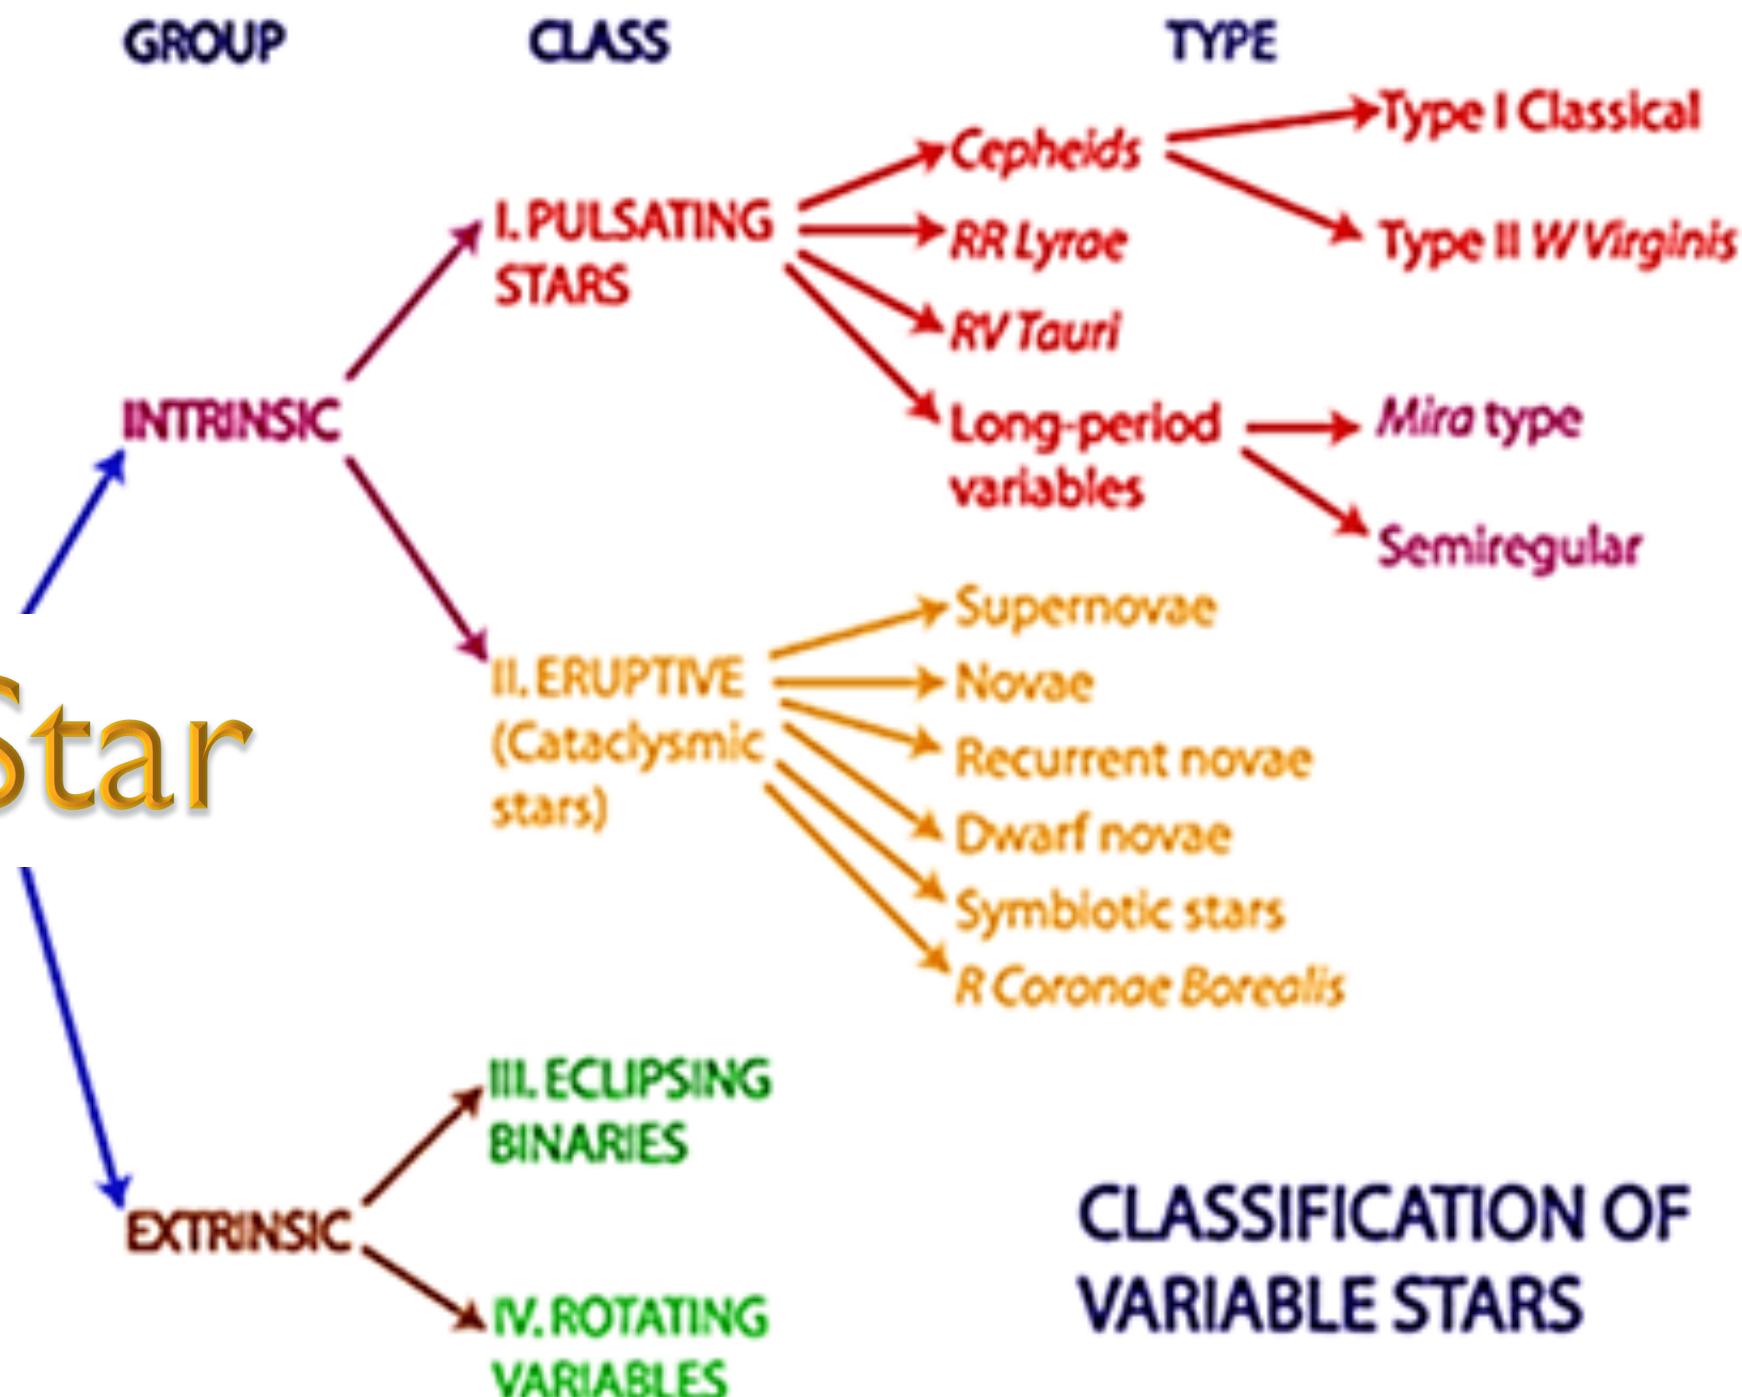 GROUP CLASS TYPE
Type I Classical
Cepheids
I. PULSATING
STARS
RR Lyrae
Type II W Virginis
RV Tauri
INTRINSIC
Long-period
variables
Mira type
Semiregular
Supernovae
II. ERUPTIVE
(Cataclysmic
stars)
Novae
Star
Recurrent novae
Dwarf novae
Symbiotic stars
R Coronae Borealis
III. ECLIPSING
BINARIES
EXTRINSIC
IV. ROTATING
VARIABLES
CLASSIFICATION OF
VARIABLE STARS